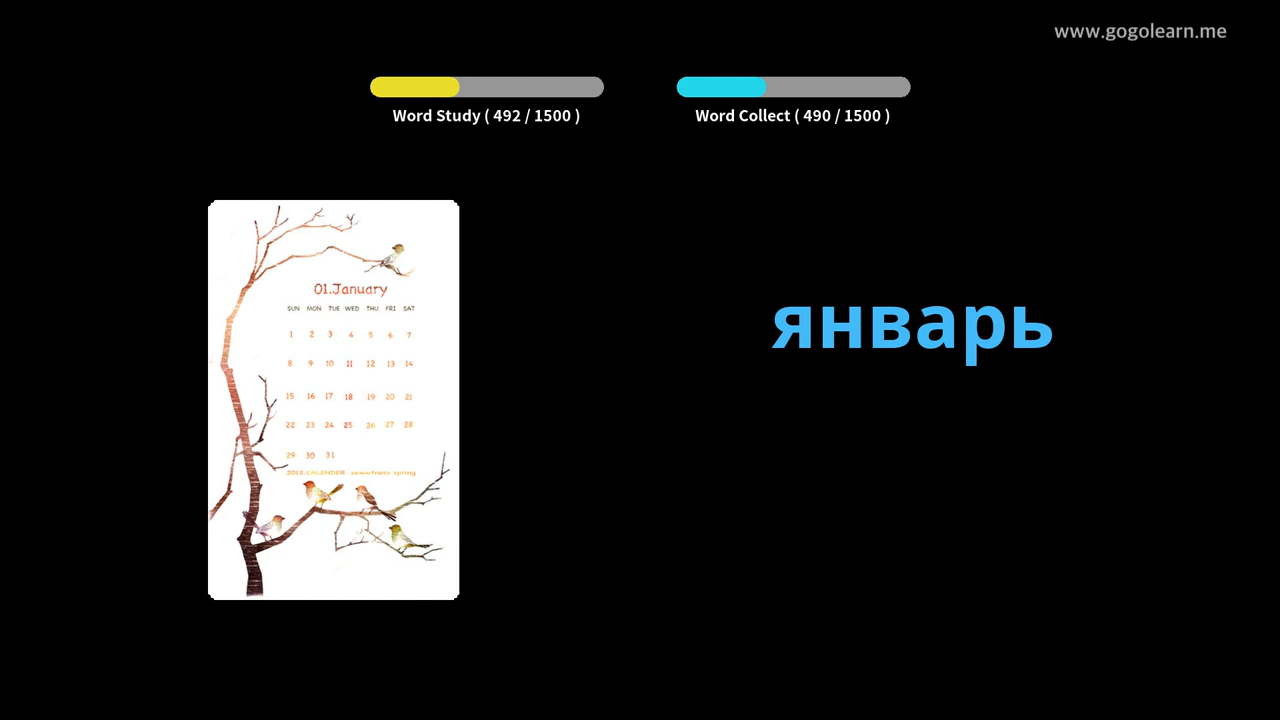 www.gogolearn.me
Word Study ( 492 / 1500 )
Word Collect ( 490 / 1500 )
01.January
SUN MON TUE WED THU FRI SAT
1 2 3 4 5 6 7
8 9 10 11 12 13 14
15 16 17 18 19 20 21
22 23 24 25 26 27 28
29 30 31
CALENDER spring
январь